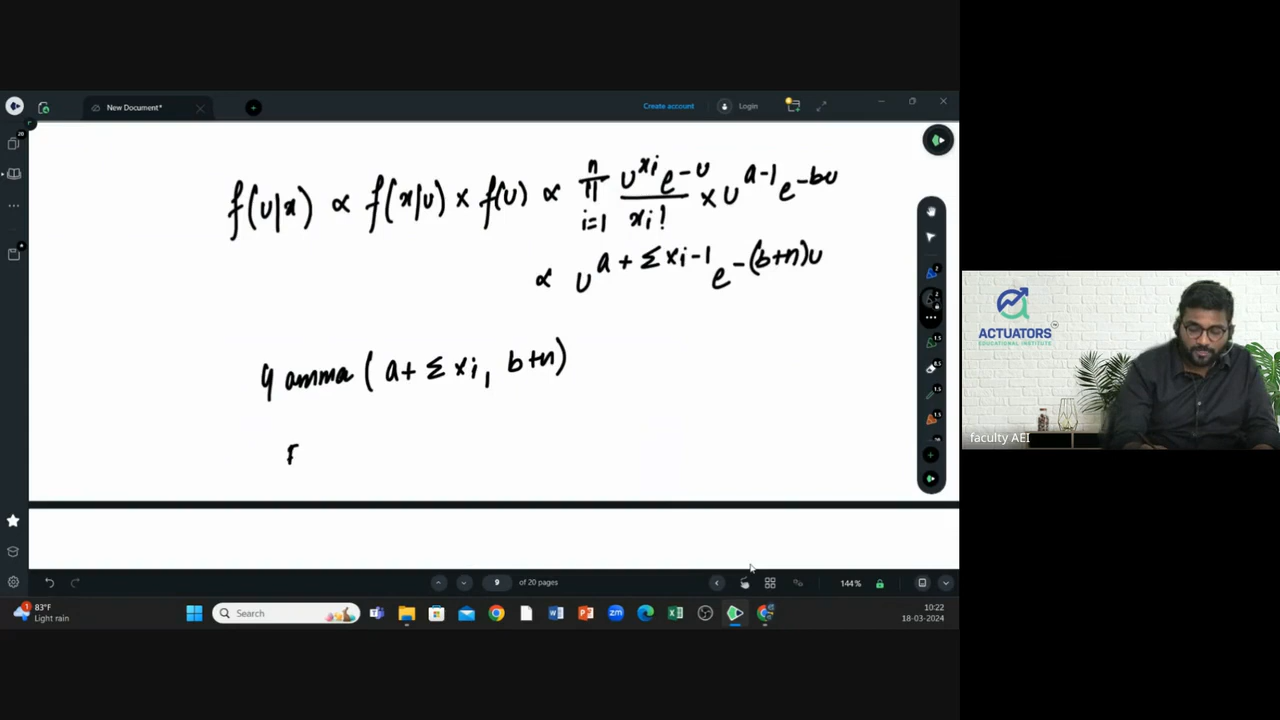 New Document*
Create account
Login
f(υ|x) ∝ f(x|υ) × f(υ) ∝ n π i=1 υ^xi e^-υ / xi! × υ^a-1 e^-bυ
∝ υ^a + Σxi-1 e^-(b+n)υ
Gamma (a + Σxi, b+n)
ACTUATORS
EDUCATIONAL INSTITUTE
faculty AEI
9 of 20 pages
144%
83°F
Light rain
Search
10:22
18-03-2024